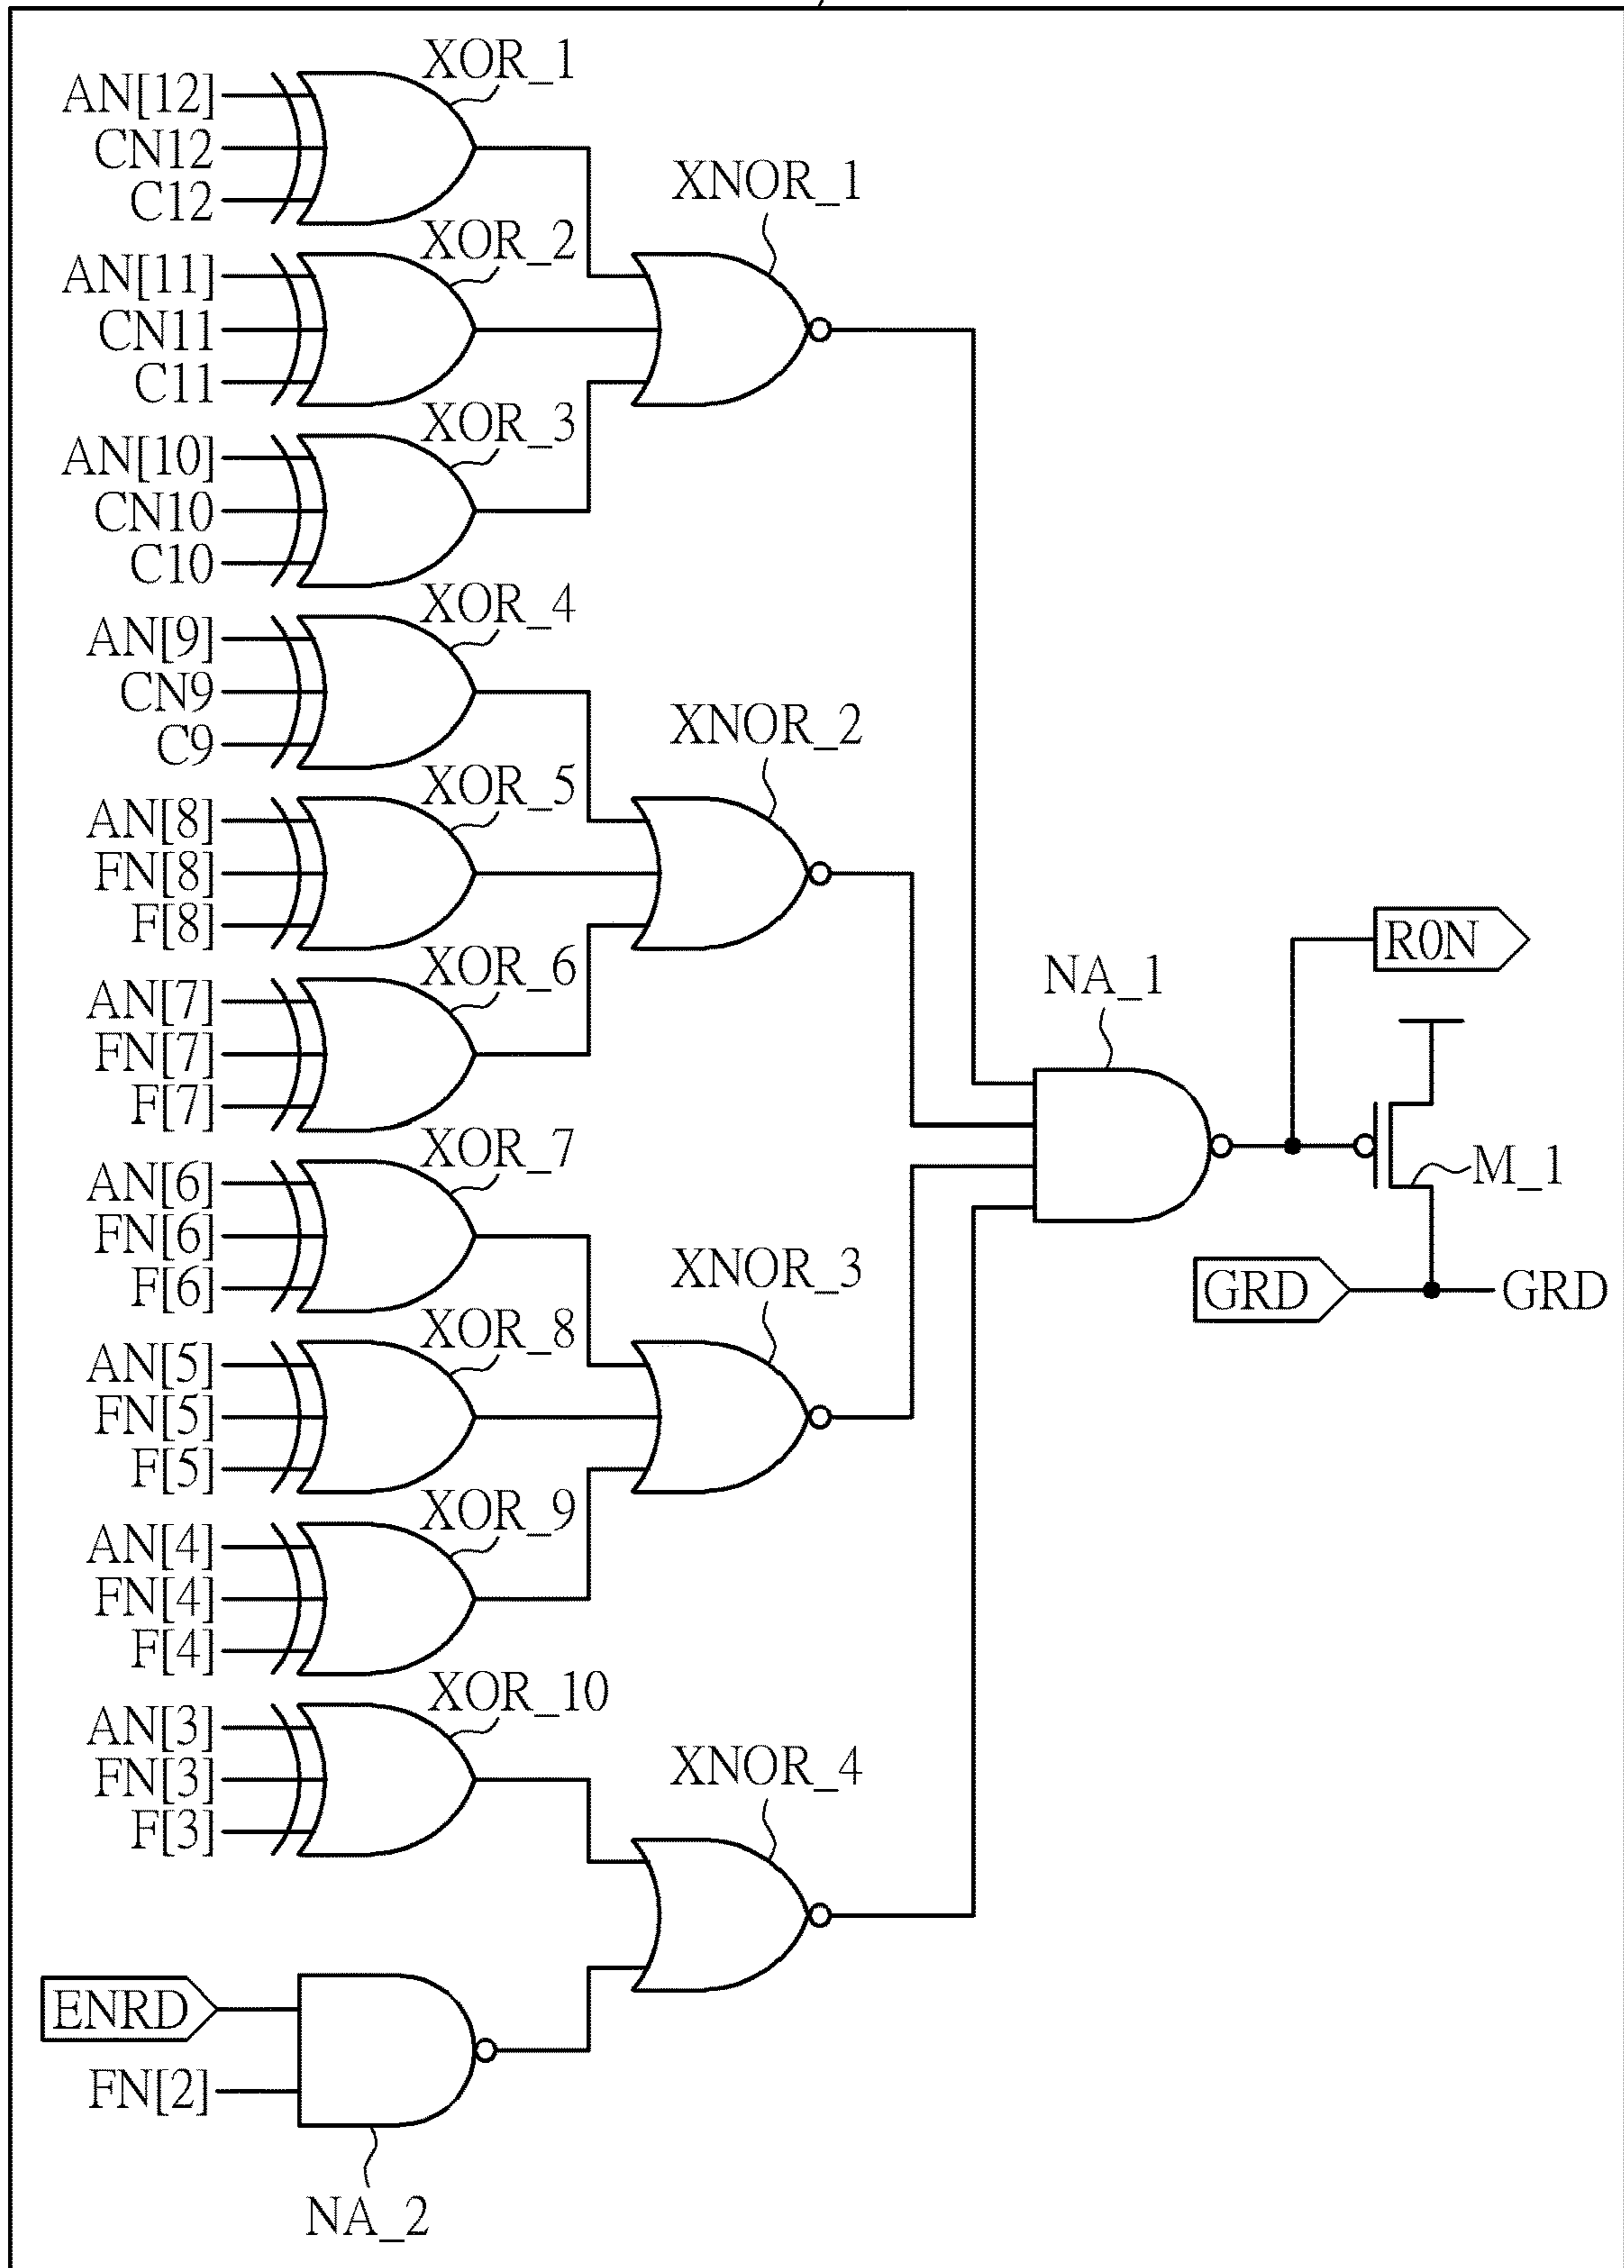 XOR_1
AN[12]
CN12
C12
XNOR_1
XOR_2
AN[11]
CN11
C11
XOR_3
AN[10]
CN10
C10
XOR_4
AN[9]
CN9
C9
XNOR_2
XOR_5
AN[8]
FN[8]
F[8]
XOR_6
AN[7]
FN[7]
F[7]
R0N
NA_1
M_1
GRD
GRD
XOR_7
AN[6]
FN[6]
F[6]
XNOR_3
XOR_8
AN[5]
FN[5]
F[5]
XOR_9
AN[4]
FN[4]
F[4]
XOR_10
AN[3]
FN[3]
F[3]
XNOR_4
ENRD
FN[2]
NA_2